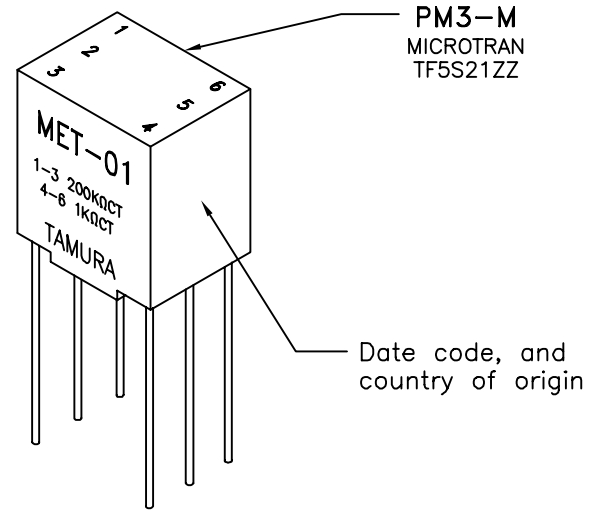 PM3-M
MICROTRAN
TF5S21ZZ
1
2
3
6
5
4
MET-01
1-3 200KΩCT
4-6 1KΩCT
TAMURA
Date code, and
country of origin